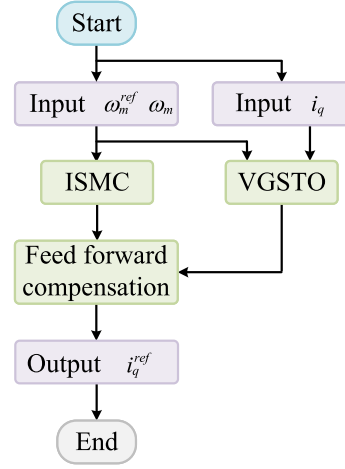 Start
Input ω_m^{ref} ω_m
Input i_q
ISMC
VGSTO
Feed forward
compensation
Output i_q^{ref}
End